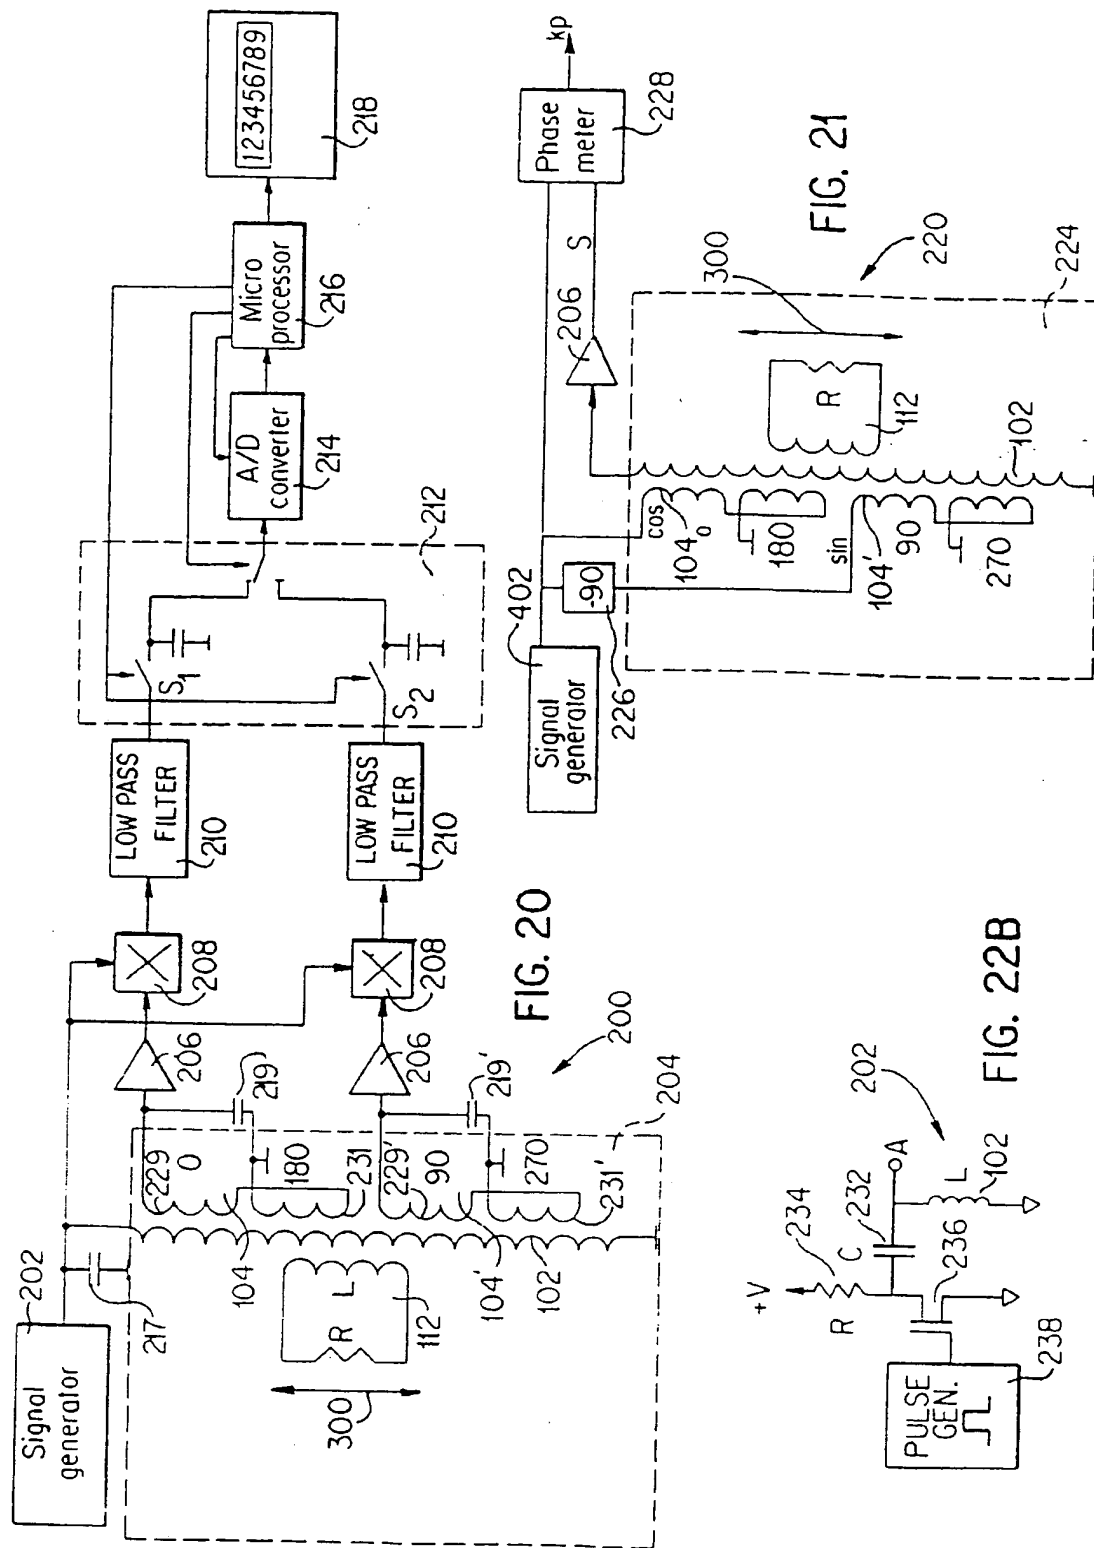 Signal
generator
202
217
300
R
L
112
104
104'
102
229
0
180
231
229'
90
270
231'
204
200
219
219'
206
206
208
208
LOW PASS
FILTER
210
LOW PASS
FILTER
210
S1
S2
212
A/D
converter
214
Micro
processor
216
123456789
218
FIG. 20
Signal
generator
402
-90
226
cos
104
0
180
sin
104'
90
270
102
112
R
300
220
224
206
S
Phase
meter
228
kp
FIG. 21
PULSE
GEN.
238
236
R
+V
234
C
232
A
L
102
202
FIG. 22B